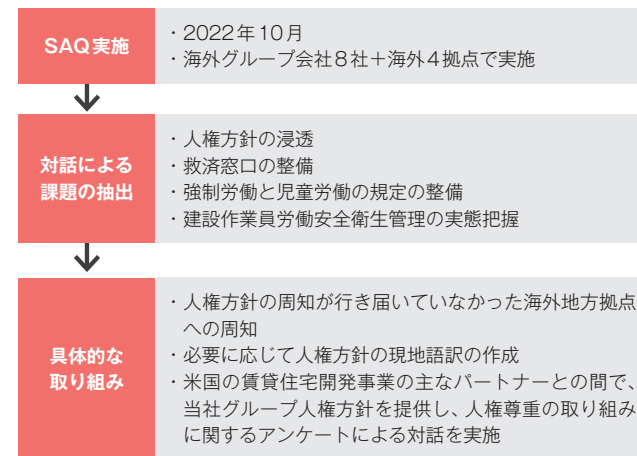 SAQ実施
・2022年10月
・海外グループ会社8社＋海外4拠点で実施
対話による
課題の抽出
・人権方針の浸透
・救済窓口の整備
・強制労働と児童労働の規定の整備
・建設作業員労働安全衛生管理の実態把握
具体的な
取り組み
・人権方針の周知が行き届いていなかった海外地方拠点
への周知
・必要に応じて人権方針の現地語訳の作成
・米国の賃貸住宅開発事業の主なパートナーとの間で、
当社グループ人権方針を提供し、人権尊重の取り組み
に関するアンケートによる対話を実施